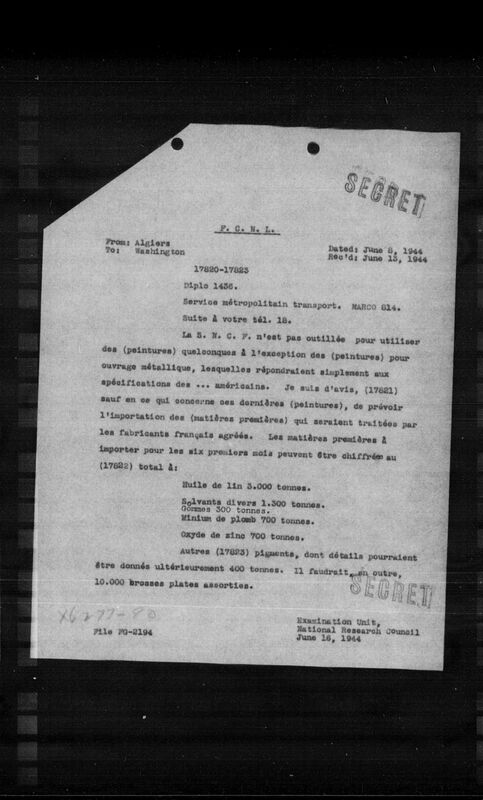 SECRET
F. C. N. L.
From: Algiers
To: Washington
Dated: June 8, 1944
Rec'd: June 13, 1944
17820-17823
Diplo 1436.
Service métropolitain transport. MARCO 814.
Suite à votre tél. 18.
La S. N. C. F. n'est pas outillée pour utiliser
des (peintures) quelconques à l'exception des (peintures) pour
ouvrage métallique, lesquelles répondraient simplement aux
spécifications des ... américains. Je suis d'avis, (17821)
sauf en ce qui concerne ces dernières (peintures), de prévoir
l'importation des (matières premières) qui seraient traitées par
les fabricants français agréés. Les matières premières à
importer pour les six premiers mois peuvent être chiffrées au
(17822) total à:
Huile de lin 3.000 tonnes.
Solvants divers 1.300 tonnes.
Gommes 300 tonnes.
Minium de plomb 700 tonnes.
Oxyde de zinc 700 tonnes.
Autres (17823) pigments, dont détails pourraient
être donnés ultérieurement 400 tonnes. Il faudrait, en outre,
10.000 brosses plates assorties.
SECRET
X6277-80
File FG-2194
Examination Unit,
National Research Council
June 16, 1944